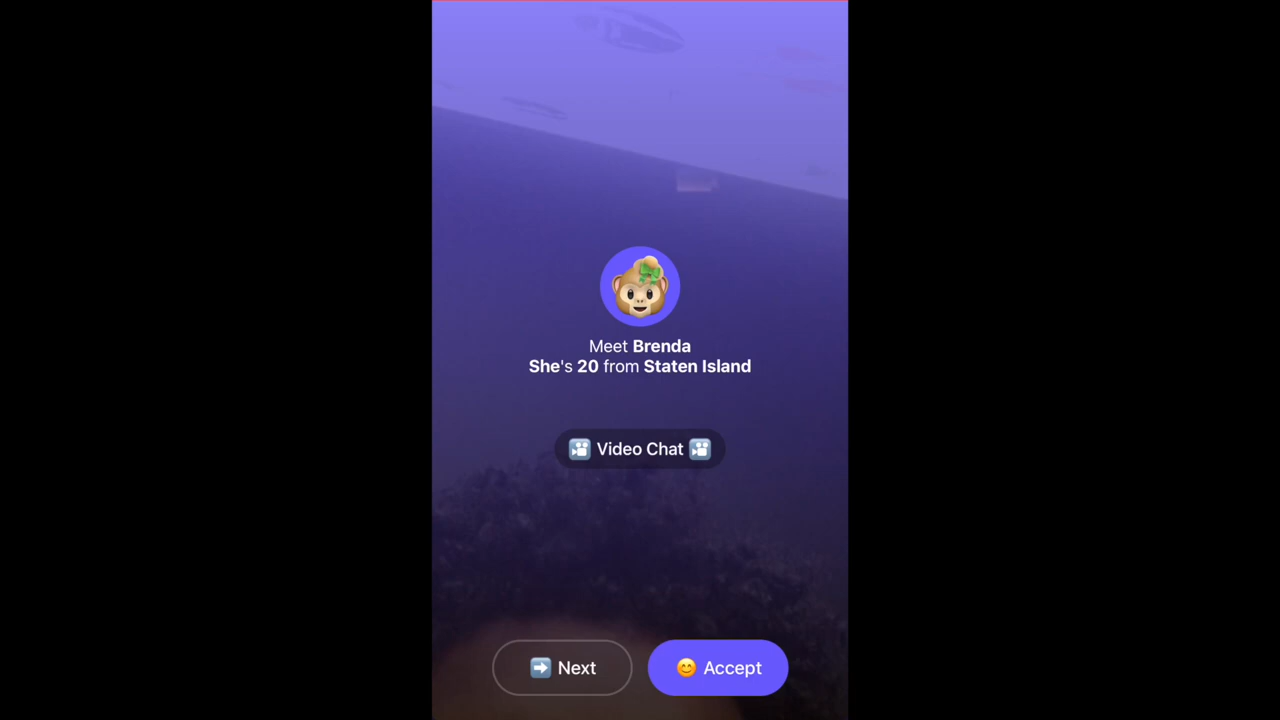 Meet Brenda
She's 20 from Staten Island
Video Chat
Next
Accept